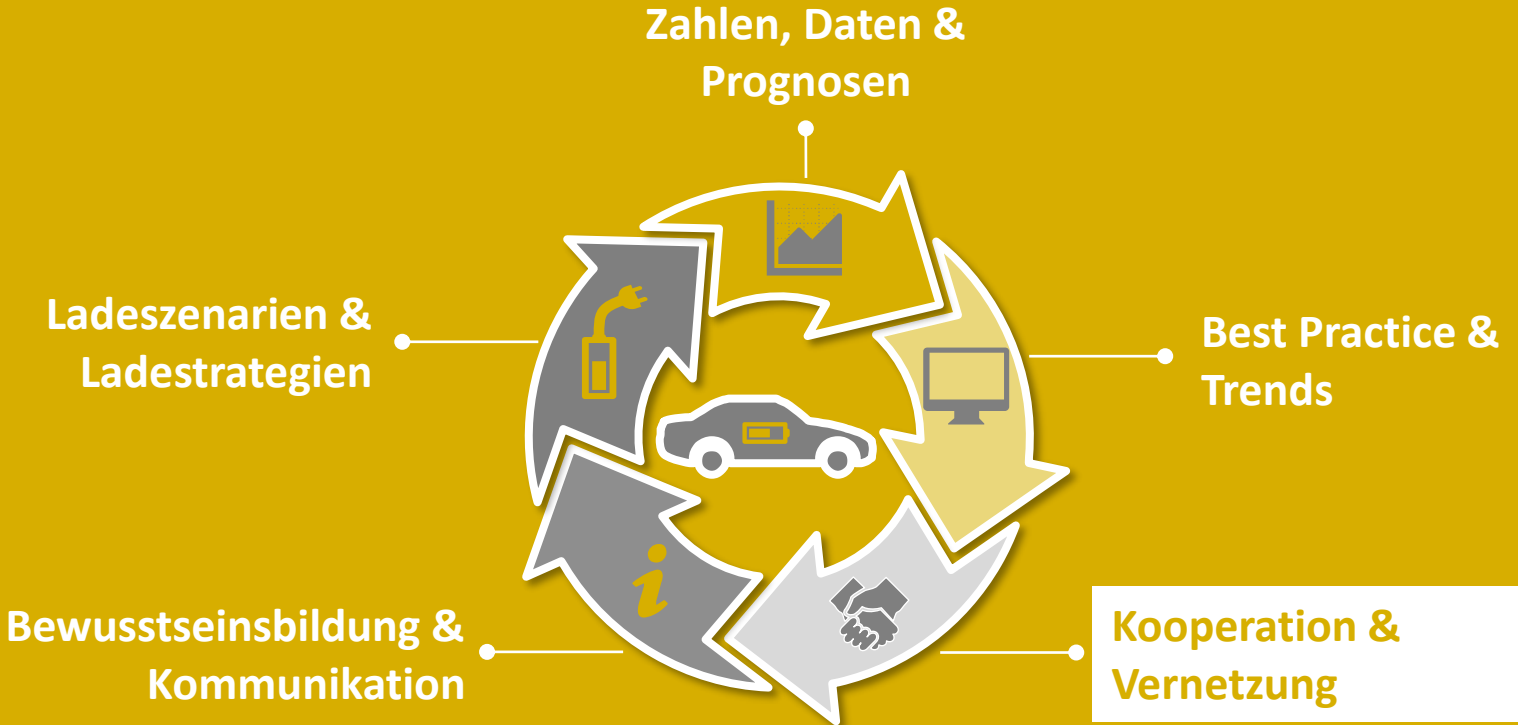 Zahlen, Daten &
Prognosen
Ladeszenarien &
Ladestrategien
Best Practice &
Trends
Bewusstseinsbildung &
Kommunikation
Kooperation &
Vernetzung